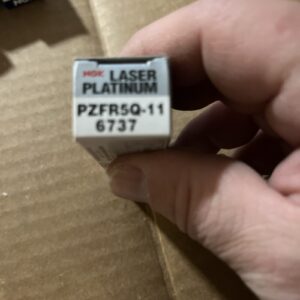 NGK LASER
PLATINUM
PZFR5Q-11
6737